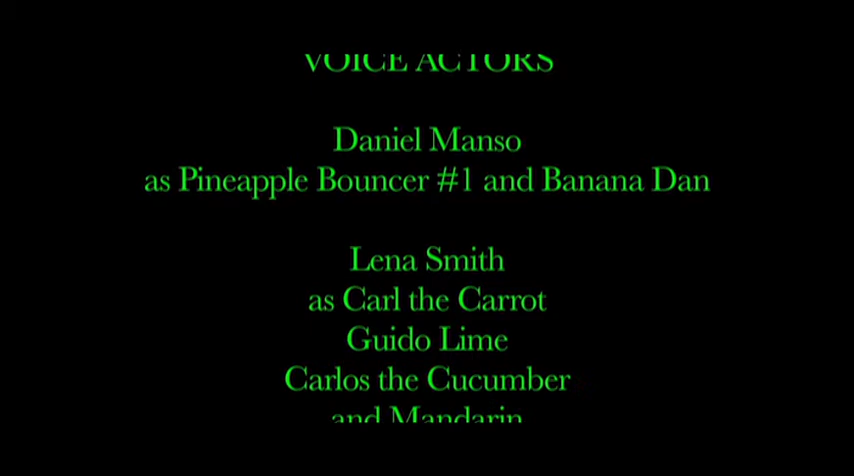 VOICE ACTORS
Daniel Manso
as Pineapple Bouncer #1 and Banana Dan
Lena Smith
as Carl the Carrot
Guido Lime
Carlos the Cucumber
and Mandarin